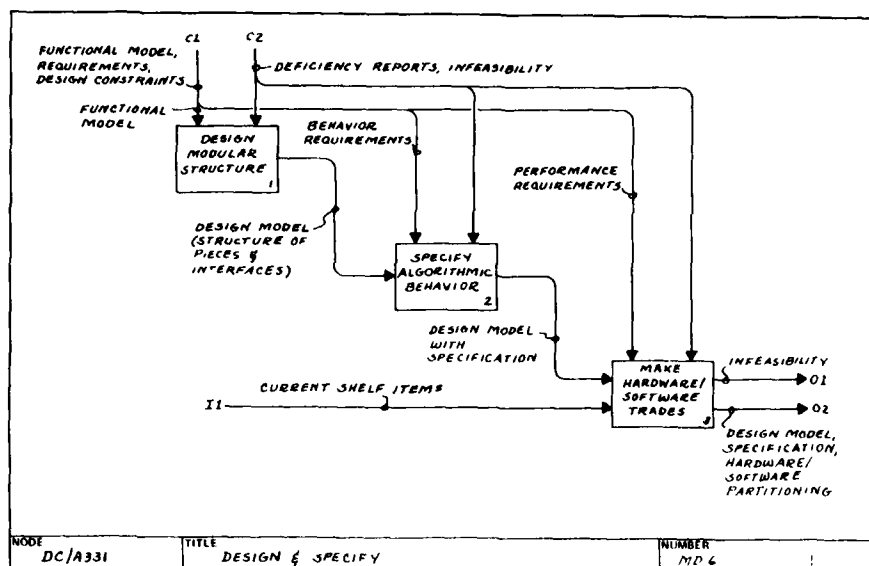 C1
C2
FUNCTIONAL MODEL,
REQUIREMENTS,
DESIGN CONSTRAINTS
DEFICIENCY REPORTS, INFEASIBILITY
FUNCTIONAL
MODEL
DESIGN
MODULAR
STRUCTURE
1
BEHAVIOR
REQUIREMENTS
PERFORMANCE
REQUIREMENTS
DESIGN MODEL
(STRUCTURE OF
PIECES &
INTERFACES)
SPECIFY
ALGORITHMIC
BEHAVIOR
2
DESIGN MODEL
WITH
SPECIFICATION
I1
CURRENT SHELF ITEMS
MAKE
HARDWARE/
SOFTWARE
TRADES
3
INFEASIBILITY
O1
O2
DESIGN MODEL,
SPECIFICATION,
HARDWARE/
SOFTWARE
PARTITIONING
NODE
DC/A331
TITLE
DESIGN & SPECIFY
NUMBER
MD6